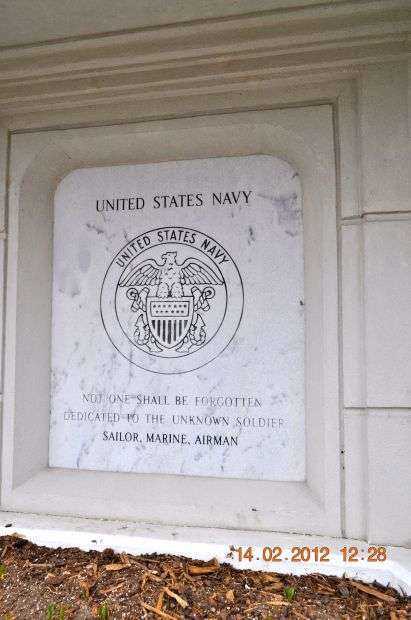 UNITED STATES NAVY
UNITED STATES NAVY
NOT ONE SHALL BE FORGOTTEN
DEDICATED TO THE UNKNOWN SOLDIER
SAILOR, MARINE, AIRMAN
14 02 2012 12:28